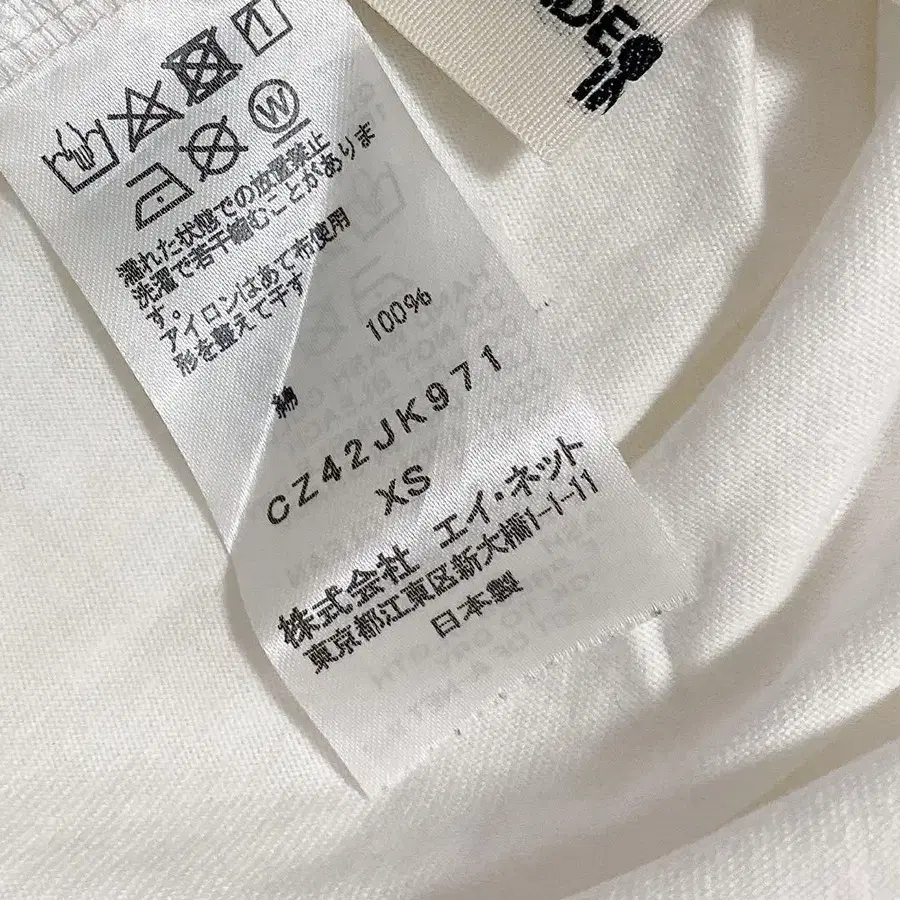 DE
W
濡れた状態での放置禁止
洗濯で若干縮むことがありま
す。
アイロンはあて布使用
形を整えて干す
綿 100%
CZ42JK971
XS
株式会社 エイ・ネット
東京都江東区新大橋1-1-11
日本製